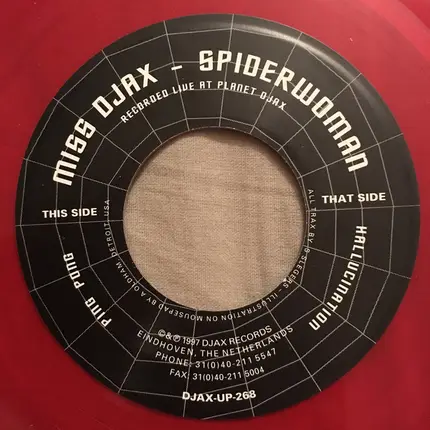 MISS DJAX - SPIDERWOMAN
RECORDED LIVE AT PLANET DJAX
THIS SIDE
PING PONG
THAT SIDE
HALLUCINATION
ALL TRAX BY S SLEGERS - ILLUSTRATION ON MOUSEPAD BY A OLDHAM, DETROIT, USA
©&℗1997 DJAX RECORDS
EINDHOVEN, THE NETHERLANDS
PHONE: 31(0)40-211 5547
FAX: 31(0)40-211 5004
DJAX-UP-268